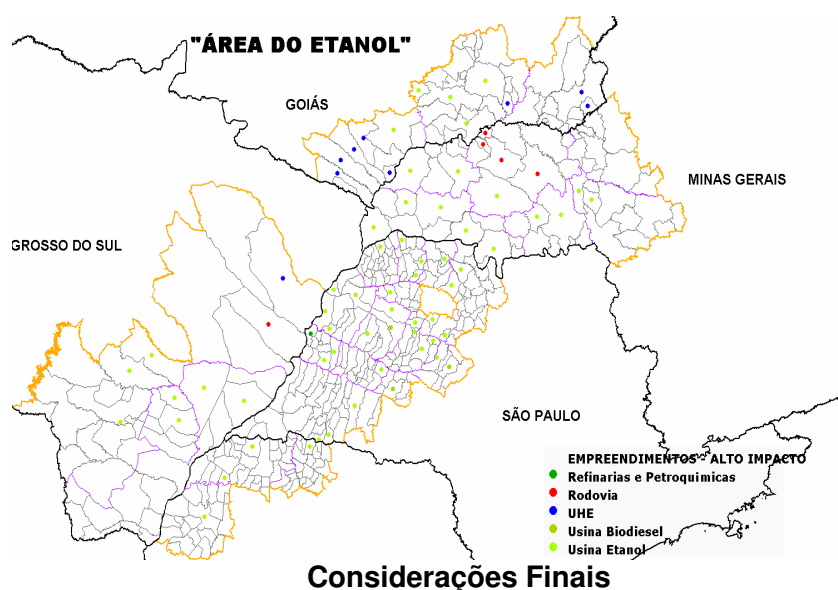 "ÁREA DO ETANOL"
GOIÁS
MINAS GERAIS
GROSSO DO SUL
SÃO PAULO
EMPREENDIMENTOS - ALTO IMPACTO
Refinarias e Petroquimicas
Rodovia
UHE
Usina Biodiesel
Usina Etanol
Considerações Finais